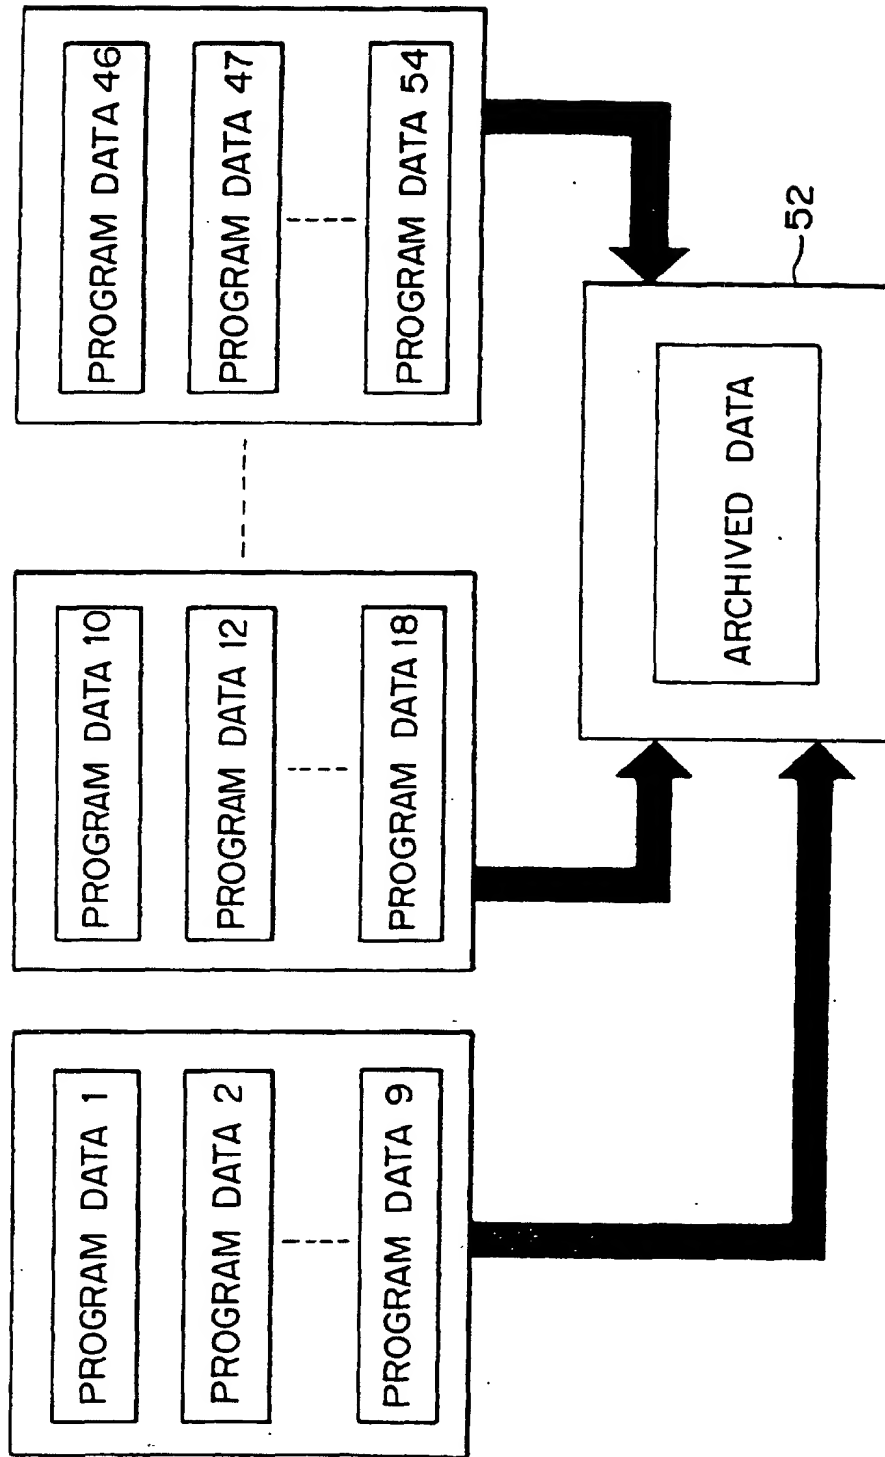 PROGRAM DATA 1
PROGRAM DATA 2
PROGRAM DATA 9
PROGRAM DATA 10
PROGRAM DATA 12
PROGRAM DATA 18
PROGRAM DATA 46
PROGRAM DATA 47
PROGRAM DATA 54
ARCHIVED DATA
52